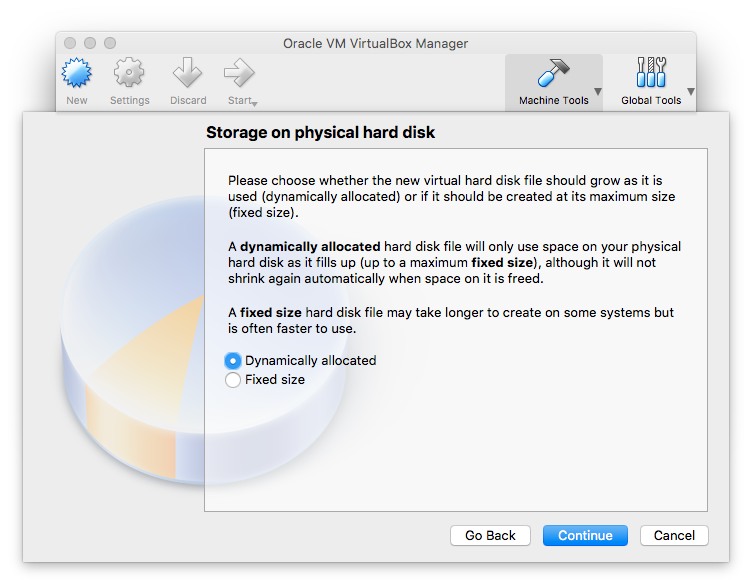 Oracle VM VirtualBox Manager
New
Settings
Discard
Start
Machine Tools
Global Tools
Storage on physical hard disk
Please choose whether the new virtual hard disk file should grow as it is
used (dynamically allocated) or if it should be created at its maximum size
(fixed size).
A dynamically allocated hard disk file will only use space on your physical
hard disk as it fills up (up to a maximum fixed size), although it will not
shrink again automatically when space on it is freed.
A fixed size hard disk file may take longer to create on some systems but
is often faster to use.
Dynamically allocated
Fixed size
Go Back
Continue
Cancel